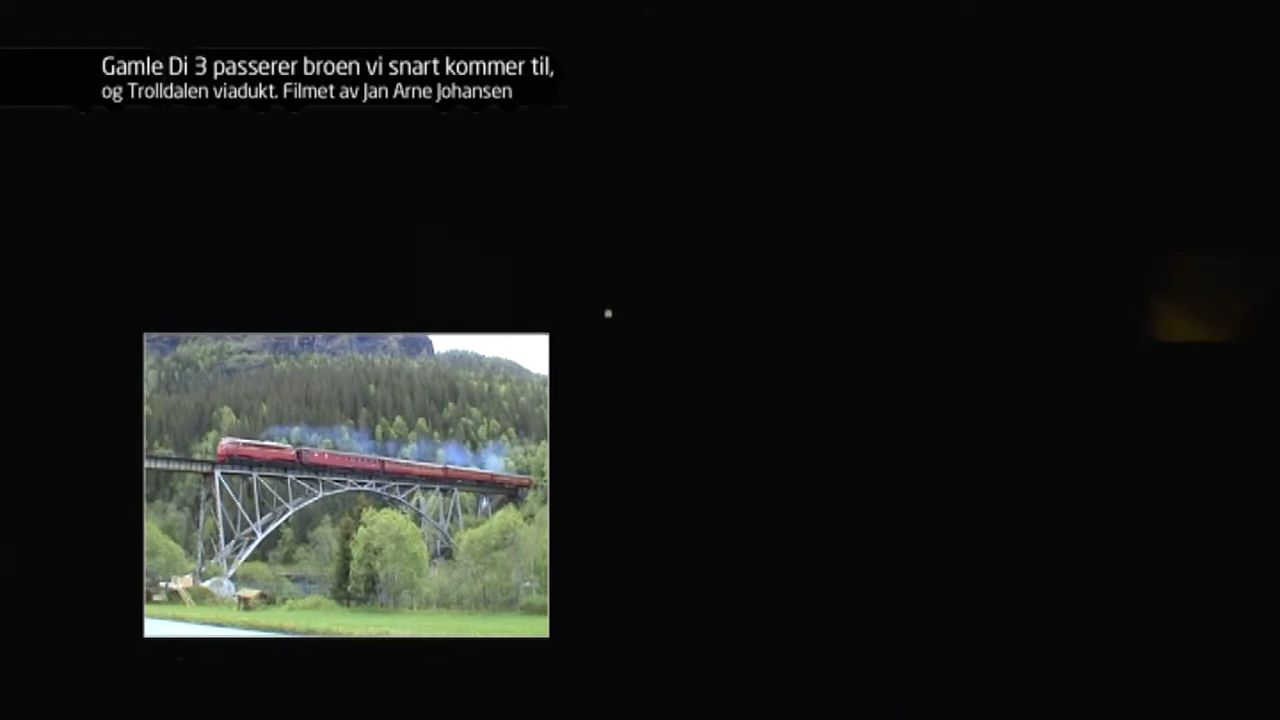 Gamle Di 3 passerer broen vi snart kommer til,
og Trolldalen viadukt. Filmet av Jan Arne Johansen